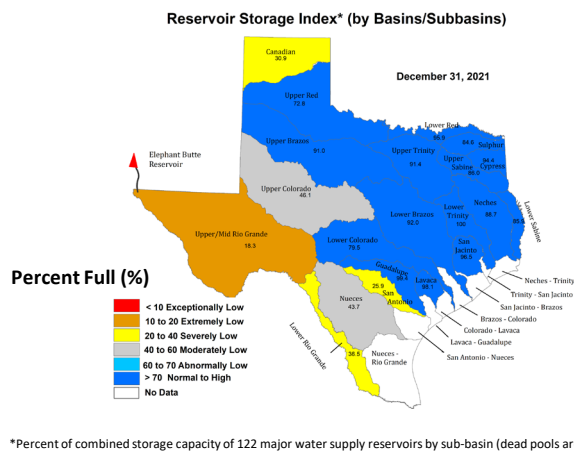 Reservoir Storage Index* (by Basins/Subbasins)
December 31, 2021
Canadian
30.9
Upper Red
72.8
Lower Red
Sulphur
Upper Brazos
91.0
Upper Trinity
91.4
Upper
Sabine
Cypress
94.4
Elephant Butte
Reservoir
Upper Colorado
46.1
Lower Brazos
92.0
Lower
Trinity
100
Neches
Lower Sabine
Upper/Mid Rio Grande
18.3
Lower Colorado
79.5
San
Jacinto
96.5
Guadalupe
Lavaca
San
Antonio
25.9
Nueces
43.7
Lower Rio Grande
Nueces -
Rio Grande
Neches - Trinity
Trinity - San Jacinto
San Jacinto - Brazos
Brazos - Colorado
Colorado - Lavaca
Lavaca - Guadalupe
San Antonio - Nueces
Percent Full (%)
< 10 Exceptionally Low
10 to 20 Extremely Low
20 to 40 Severely Low
40 to 60 Moderately Low
60 to 70 Abnormally Low
> 70 Normal to High
No Data
*Percent of combined storage capacity of 122 major water supply reservoirs by sub-basin (dead pools ar